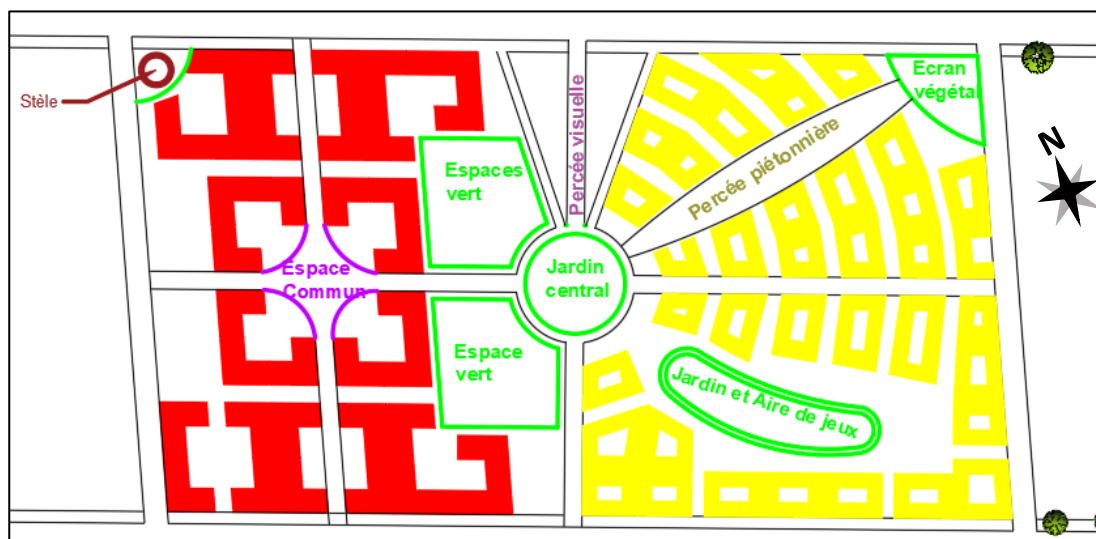 Stèle
Espaces
vert
Percée visuelle
Percée piétonnière
Ecran
végétal
N
Espace
Commun
Jardin
central
Espace
vert
Jardin et Aire de jeux